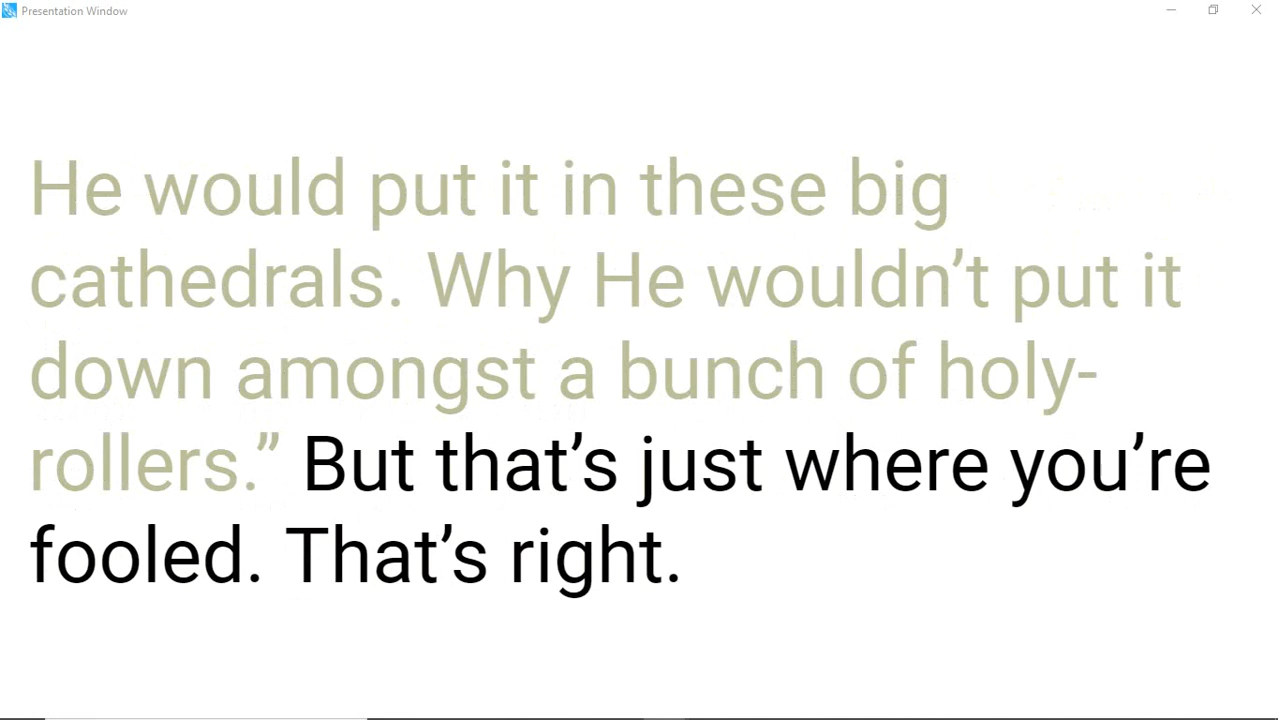 Presentation Window
He would put it in these big
cathedrals. Why He wouldn’t put it
down amongst a bunch of holy-
rollers.” But that’s just where you’re
fooled. That’s right.